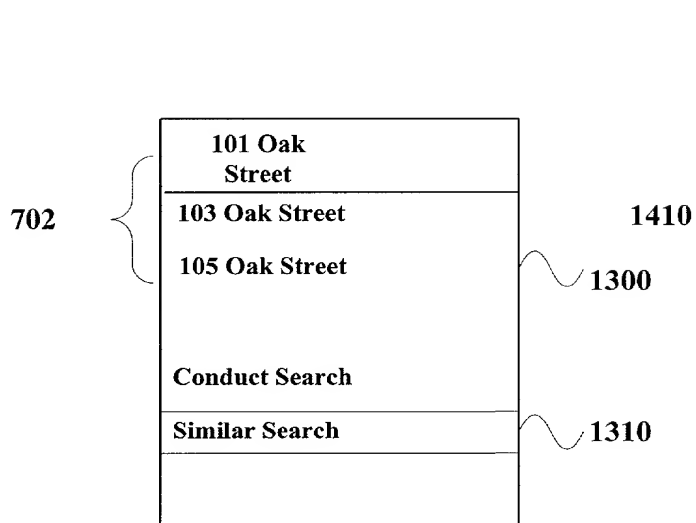 101 Oak
Street
702
103 Oak Street
1410
105 Oak Street
1300
Conduct Search
Similar Search
1310